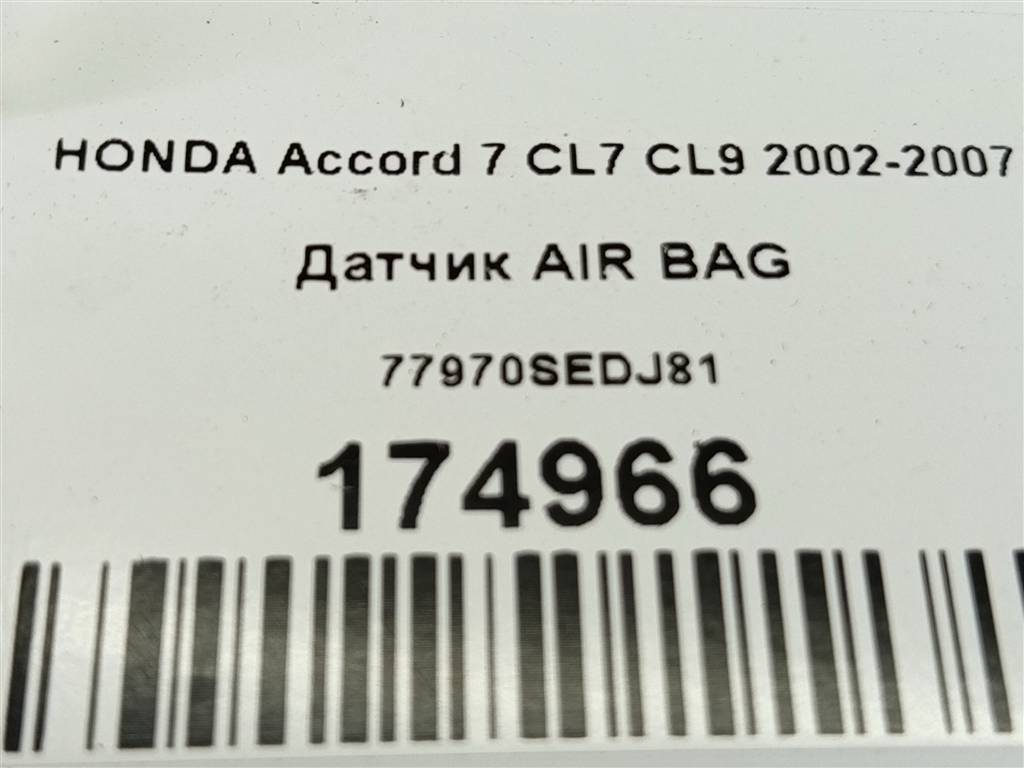 HONDA Accord 7 CL7 CL9 2002-2007
Датчик AIR BAG
77970SEDJ81
174966